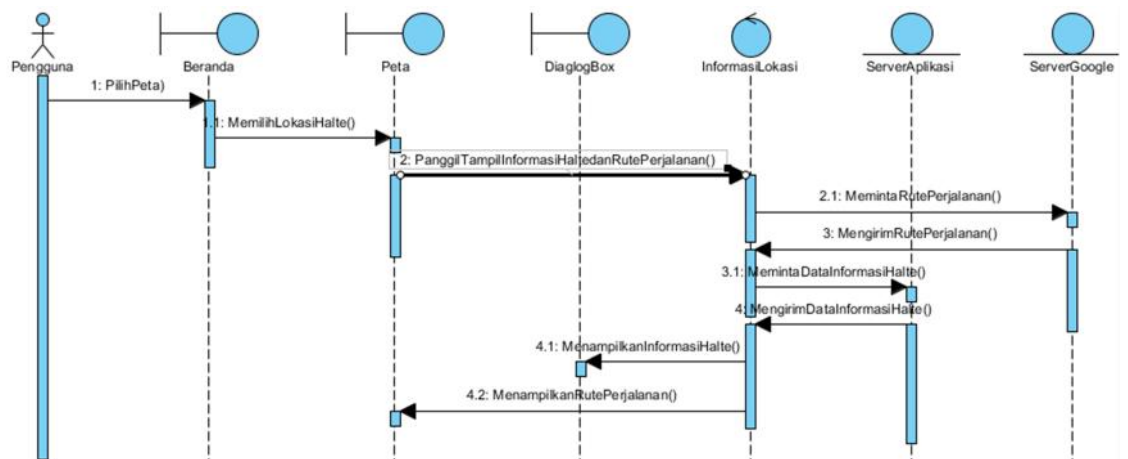 Pengguna
Beranda
Peta
DiaglogBox
InformasiLokasi
ServerAplikasi
ServerGoogle
1: PilihPeta)
1.1: MemilihLokasiHalte()
2: PanggilTampilInformasiHaltedanRutePerjalanan()
2.1: MemintaRutePerjalanan()
3: MengirimRutePerjalanan()
3.1: MemintaDataInformasiHalte()
4: MengirimDataInformasiHalte()
4.1: MenampilkanInformasiHalte()
4.2: MenampilkanRutePerjalanan()